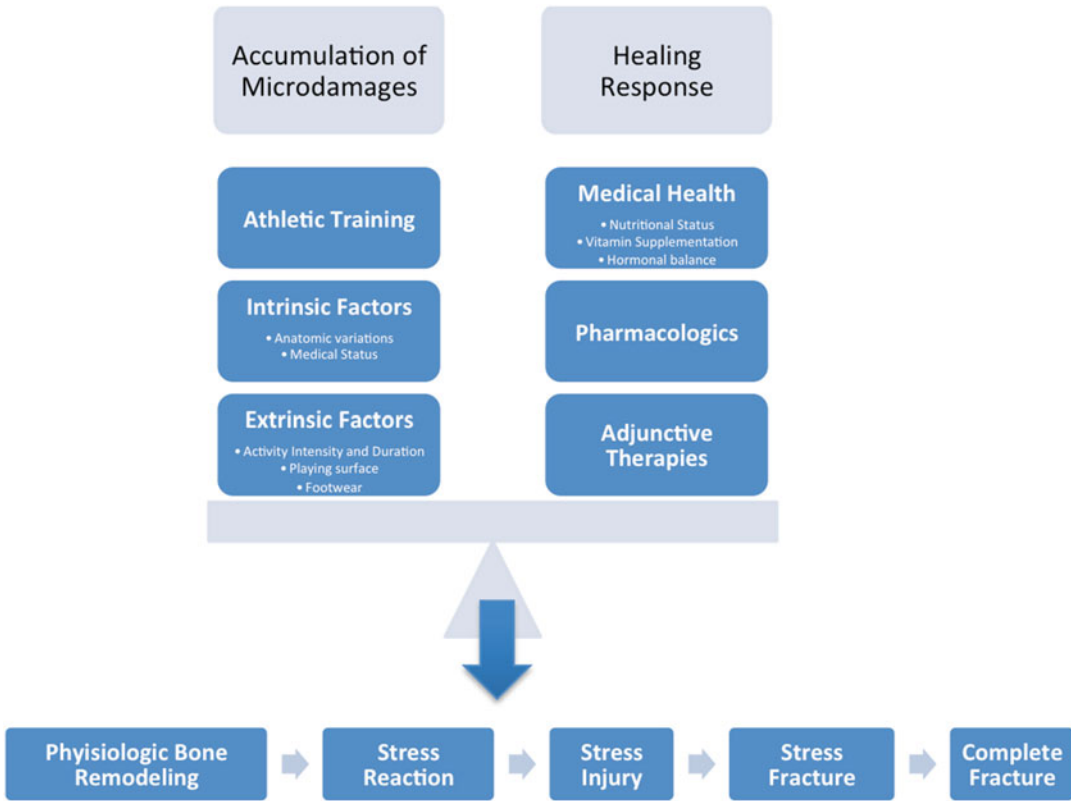 Accumulation of
Microdamages
Healing
Response
Athletic Training
Intrinsic Factors
• Anatomic variations
• Medical Status
Extrinsic Factors
• Activity Intensity and Duration
• Playing surface
• Footwear
Medical Health
• Nutritional Status
• Vitamin Supplementation
• Hormonal balance
Pharmacologics
Adjunctive
Therapies
Phyisiologic Bone
Remodeling
Stress
Reaction
Stress
Injury
Stress
Fracture
Complete
Fracture